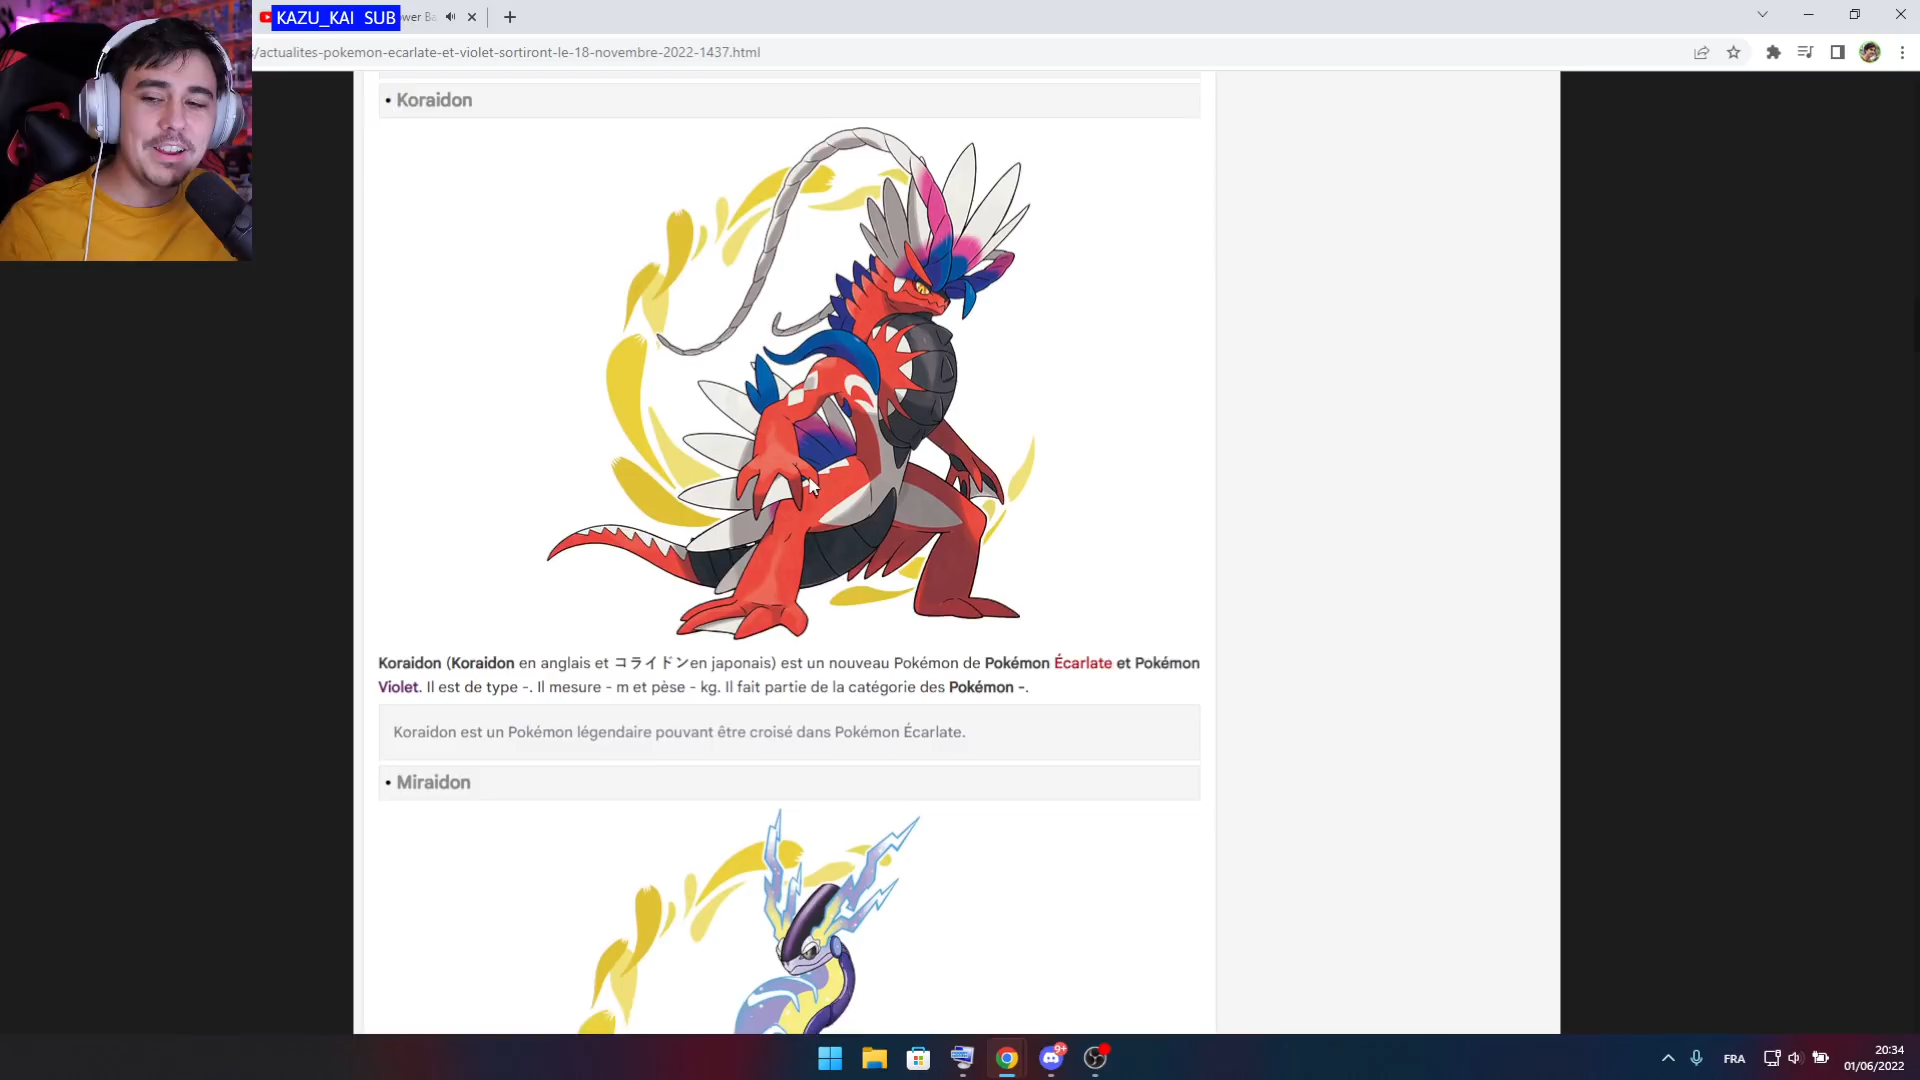 KAZU_KAI SUB
ower Ba
/actualites-pokemon-ecarlate-et-violet-sortiront-le-18-novembre-2022-1437.html
• Koraidon
Koraidon (Koraidon en anglais et コライドンen japonais) est un nouveau Pokémon de Pokémon Écarlate et Pokémon
Violet. Il est de type -. Il mesure - m et pèse - kg. Il fait partie de la catégorie des Pokémon -.
Koraidon est un Pokémon légendaire pouvant être croisé dans Pokémon Écarlate.
• Miraidon
9+
FRA
20:34
01/06/2022